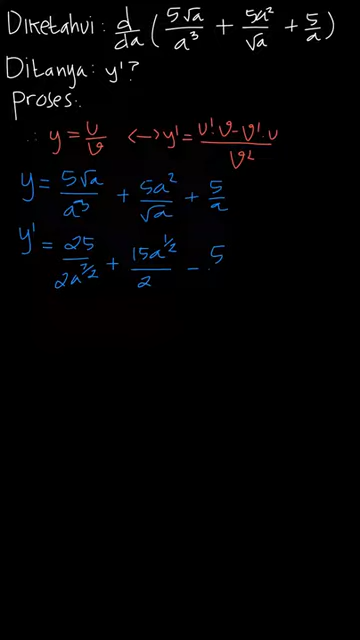 Diketahui: d/da (5√a/a³ + 5a²/√a + 5/a)
Ditanya: y'?
Proses:
∴ y = u/v ⟷ y' = u'.v - v'.u/v²
y = 5√a/a³ + 5a²/√a + 5/a
y' = 25/2a^(7/2) + 15a^(1/2)/2 - 5